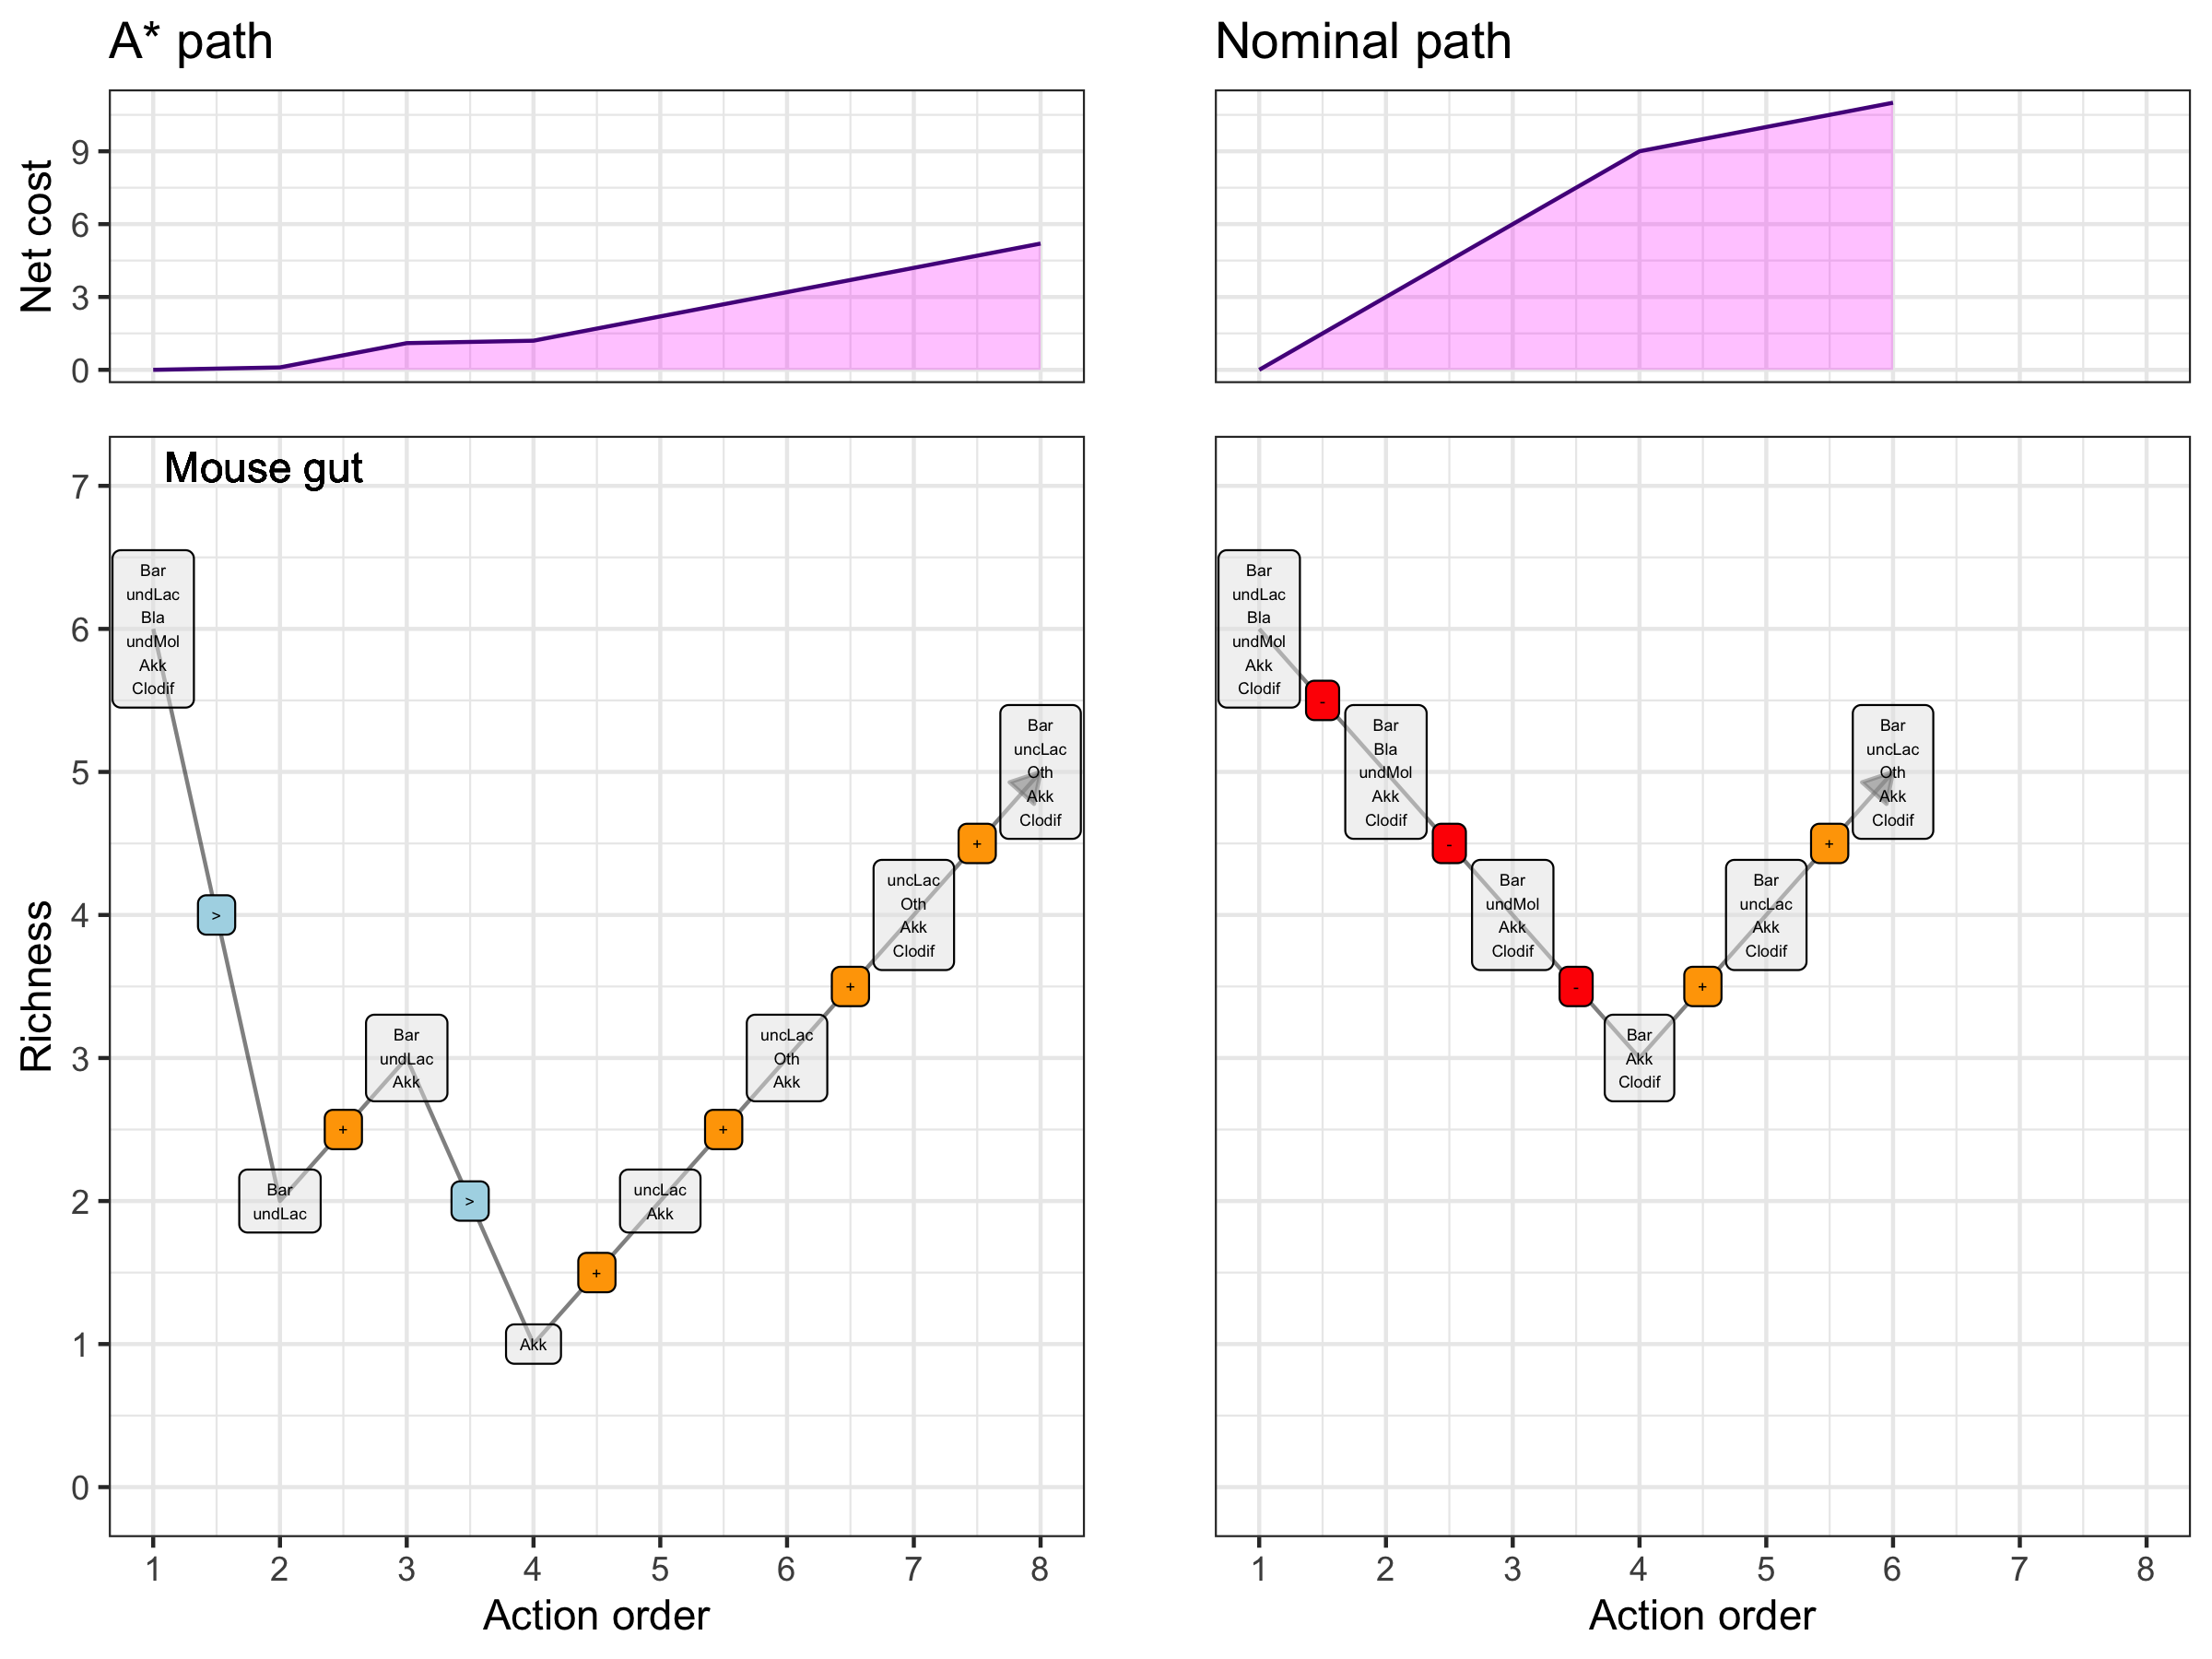 A* path
Nominal path
Net cost
9
6
3
0
Mouse gut
Richness
7
6
5
4
3
2
1
0
Bar
undLac
Bla
undMol
Akk
Clodif
>
Bar
undLac
+
Bar
undLac
Akk
>
Akk
+
uncLac
Akk
+
uncLac
Oth
Akk
+
uncLac
Oth
Akk
Clodif
+
Bar
uncLac
Oth
Akk
Clodif
1 2 3 4 5 6 7 8
Action order
Bar
undLac
Bla
undMol
Akk
Clodif
-
Bar
Bla
undMol
Akk
Clodif
-
Bar
undMol
Akk
Clodif
-
Bar
Akk
Clodif
+
Bar
uncLac
Akk
Clodif
+
Bar
uncLac
Oth
Akk
Clodif
1 2 3 4 5 6 7 8
Action order